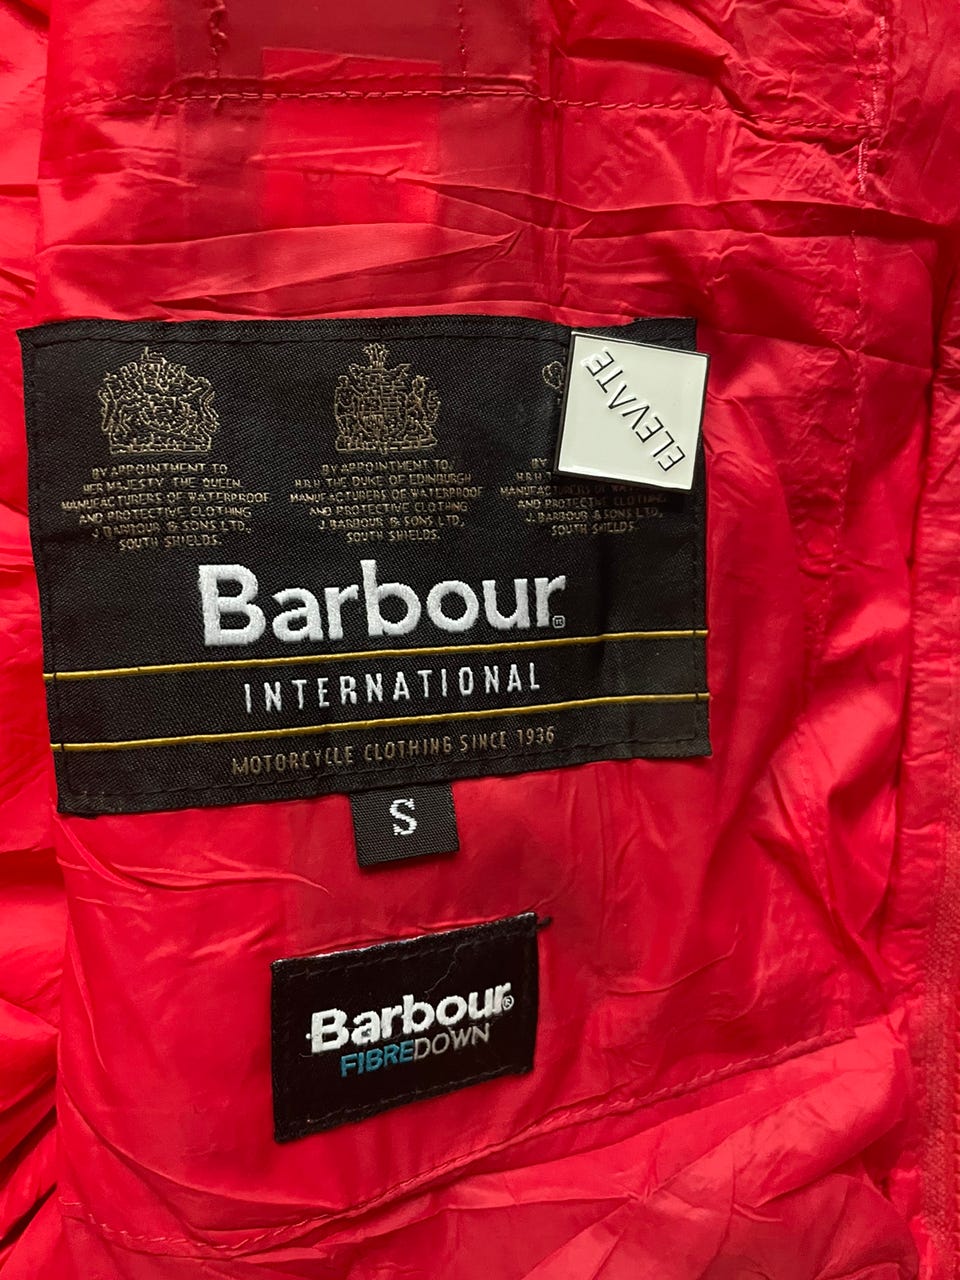 BY APPOINTMENT TO
HER MAJESTY THE QUEEN
MANUFACTURERS OF WATERPROOF
AND PROTECTIVE CLOTHING
J. BARBOUR & SONS LTD,
SOUTH SHIELDS.
BY APPOINTMENT TO
H.R.H. THE DUKE OF EDINBURGH
MANUFACTURERS OF WATERPROOF
AND PROTECTIVE CLOTHING
J. BARBOUR & SONS LTD,
SOUTH SHIELDS.
BY
MANUFACTURERS OF WATERPROOF
AND PROTECTIVE CLOTHING
J. BARBOUR & SONS LTD,
SOUTH SHIELDS.
ELEVATE
Barbour®
INTERNATIONAL
MOTORCYCLE CLOTHING SINCE 1936
S
Barbour®
FIBREDOWN